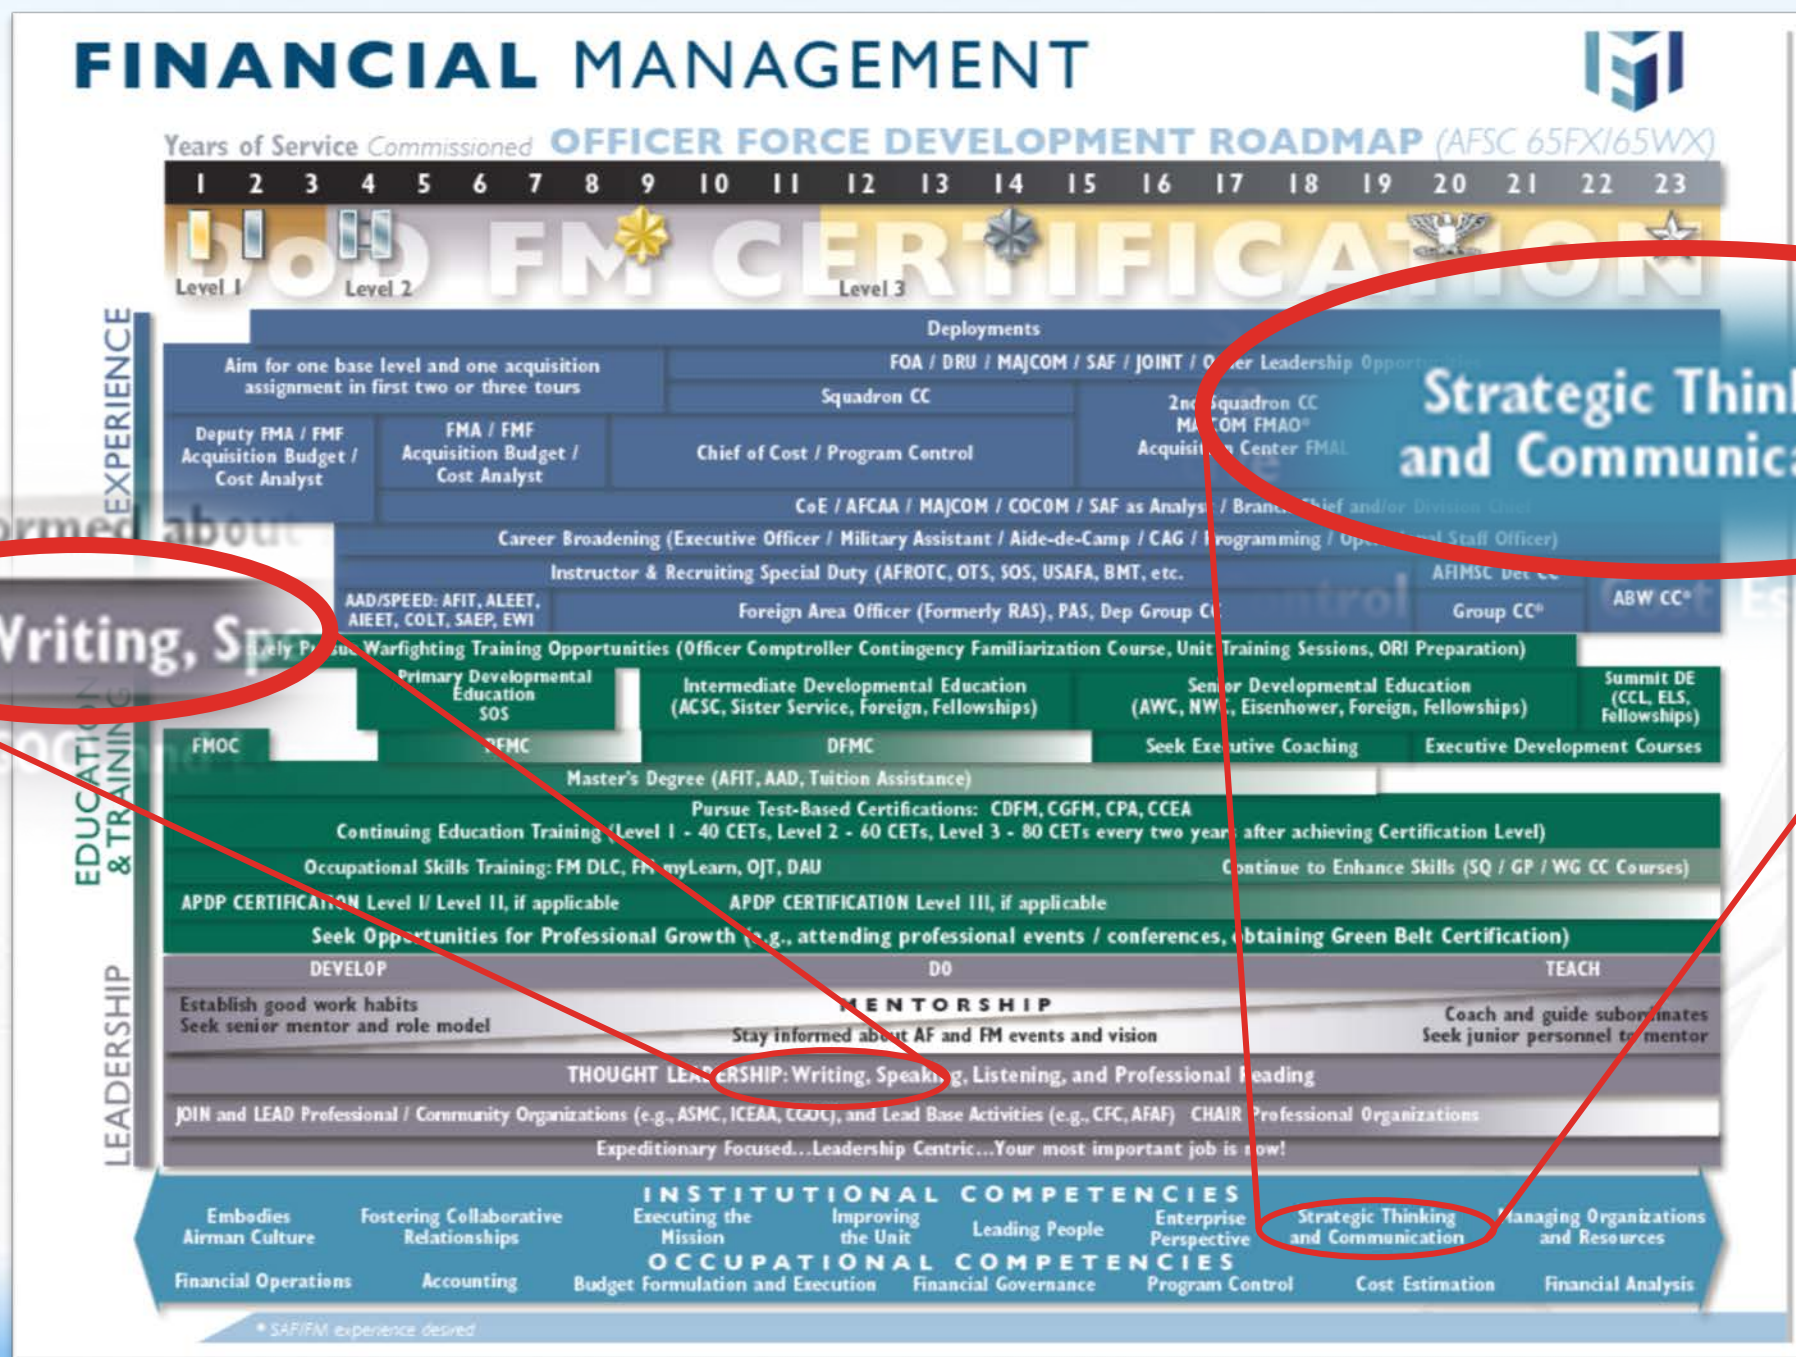 FINANCIAL MANAGEMENT
Years of Service Commissioned OFFICER FORCE DEVELOPMENT ROADMAP (AFSC 65FX/65WX)
1 2 3 4 5 6 7 8 9 10 11 12 13 14 15 16 17 18 19 20 21 22 23
DoD FM CERTIFICATION
Level 1 Level 2 Level 3
EXPERIENCE
Deployments
Aim for one base level and one acquisition
assignment in first two or three tours
FOA / DRU / MAJCOM / SAF / JOINT / Other Leadership Opportunities
Squadron CC
2nd Squadron CC
MAJCOM FMAO*
Acquisition Center FMAL
Deputy FMA / FMF
Acquisition Budget /
Cost Analyst
FMA / FMF
Acquisition Budget /
Cost Analyst
Chief of Cost / Program Control
CoE / AFCAA / MAJCOM / COCOM / SAF as Analyst / Branch Chief and/or Division Chief
Career Broadening (Executive Officer / Military Assistant / Aide-de-Camp / CAG / Programming / Operational Staff Officer)
Instructor & Recruiting Special Duty (AFROTC, OTS, SOS, USAFA, BMT, etc.
AFIMSC Det CC
AAD/SPEED: AFIT, ALEET,
AIEET, COLT, SAEP, EWI
Foreign Area Officer (Formerly RAS), PAS, Dep Group CC
Group CC*
ABW CC*
Strategic Think
and Communica
ormed about
Writing, Spe
EDUCATION
& TRAINING
ely Pursue Warfighting Training Opportunities (Officer Comptroller Contingency Familiarization Course, Unit Training Sessions, ORI Preparation)
Primary Developmental
Education
SOS
Intermediate Developmental Education
(ACSC, Sister Service, Foreign, Fellowships)
Senior Developmental Education
(AWC, NWC, Eisenhower, Foreign, Fellowships)
Summit DE
(CCL, ELS,
Fellowships)
FMOC
DFMC
DFMC
Seek Executive Coaching
Executive Development Courses
Master's Degree (AFIT, AAD, Tuition Assistance)
Pursue Test-Based Certifications: CDFM, CGFM, CPA, CCEA
Continuing Education Training (Level 1 - 40 CETs, Level 2 - 60 CETs, Level 3 - 80 CETs every two years after achieving Certification Level)
Occupational Skills Training: FM DLC, FM myLearn, OJT, DAU
Continue to Enhance Skills (SQ / GP / WG CC Courses)
APDP CERTIFICATION Level I/ Level II, if applicable
APDP CERTIFICATION Level III, if applicable
Seek Opportunities for Professional Growth (e.g., attending professional events / conferences, obtaining Green Belt Certification)
LEADERSHIP
DEVELOP DO TEACH
Establish good work habits
Seek senior mentor and role model
MENTORSHIP
Stay informed about AF and FM events and vision
Coach and guide subordinates
Seek junior personnel to mentor
THOUGHT LEADERSHIP: Writing, Speaking, Listening, and Professional Reading
JOIN and LEAD Professional / Community Organizations (e.g., ASMC, ICEAA, CGOC), and Lead Base Activities (e.g., CFC, AFAF) CHAIR Professional Organizations
Expeditionary Focused...Leadership Centric...Your most important job is now!
INSTITUTIONAL COMPETENCIES
Embodies
Airman Culture
Fostering Collaborative
Relationships
Executing the
Mission
Improving
the Unit
Leading People
Enterprise
Perspective
Strategic Thinking
and Communication
Managing Organizations
and Resources
OCCUPATIONAL COMPETENCIES
Financial Operations
Accounting
Budget Formulation and Execution
Financial Governance
Program Control
Cost Estimation
Financial Analysis
* SAF/FM experience desired